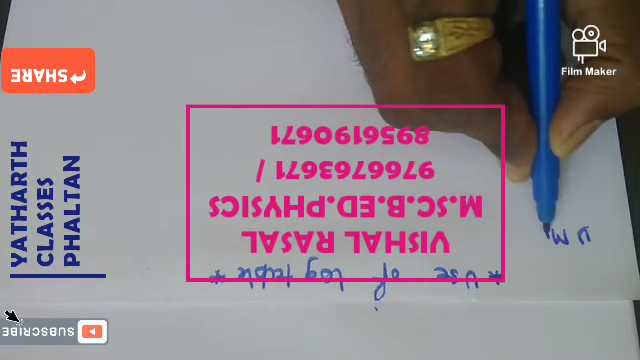 SHARE
Film Maker
YATHARTH
CLASSES
PHALTAN
* Use of Log table *
VISHAL RASAL
M.SC.B.ED.PHYSICS
9766763671 /
8956190671
SUBSCRIBE